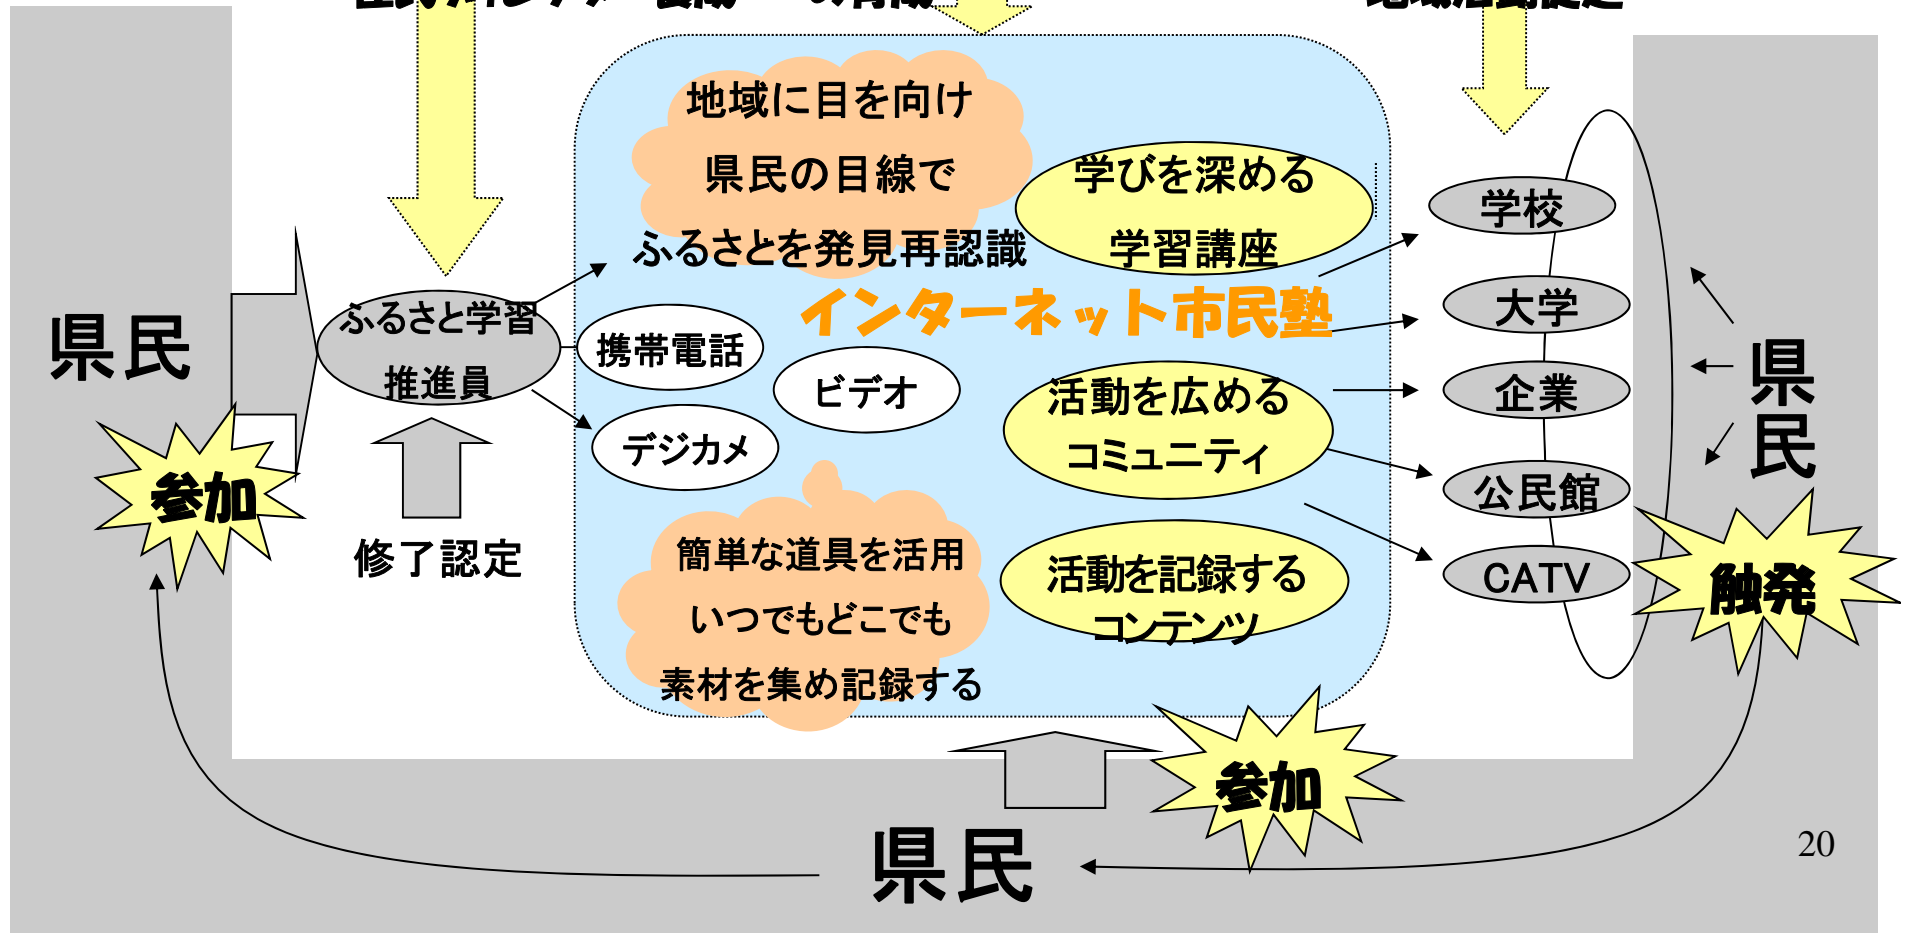 地域に目を向け
県民の目線で
ふるさとを発見再認識
学びを深める
学習講座
インターネット市民塾
県民
ふるさと学習
推進員
携帯電話
ビデオ
デジカメ
活動を広める
コミュニティ
参加
修了認定
簡単な道具を活用
いつでもどこでも
素材を集め記録する
活動を記録する
コンテンツ
学校
大学
企業
公民館
CATV
県民
触発
参加
県民
20